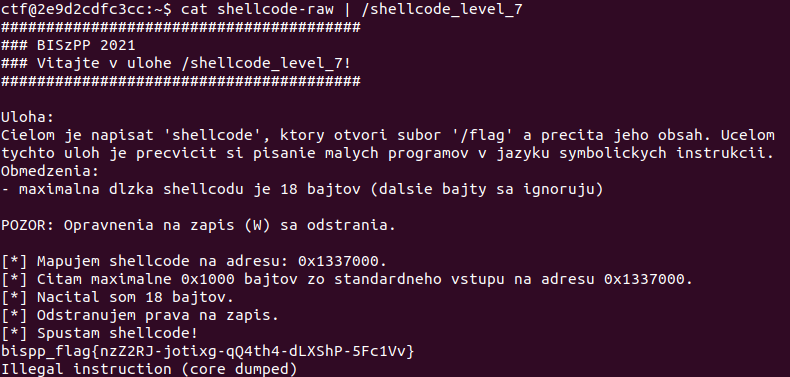 ctf@2e9d2cdfc3cc:~$ cat shellcode-raw | /shellcode_level_7
########################################
### BISzPP 2021
### Vitajte v ulohe /shellcode_level_7!
########################################
Uloha:
Cielom je napisat 'shellcode', ktory otvori subor '/flag' a precita jeho obsah. Ucelom
tychto uloh je precvicit si pisanie malych programov v jazyku symbolickych instrukcii.
Obmedzenia:
- maximalna dlzka shellcodu je 18 bajtov (dalsie bajty sa ignoruju)
POZOR: Opravnenia na zapis (W) sa odstrania.
[*] Mapujem shellcode na adresu: 0x1337000.
[*] Citam maximalne 0x1000 bajtov zo standardneho vstupu na adresu 0x1337000.
[*] Nacital som 18 bajtov.
[*] Odstranujem prava na zapis.
[*] Spustam shellcode!
bispp_flag{nzZ2RJ-jotixg-qQ4th4-dLXShP-5Fc1Vv}
Illegal instruction (core dumped)